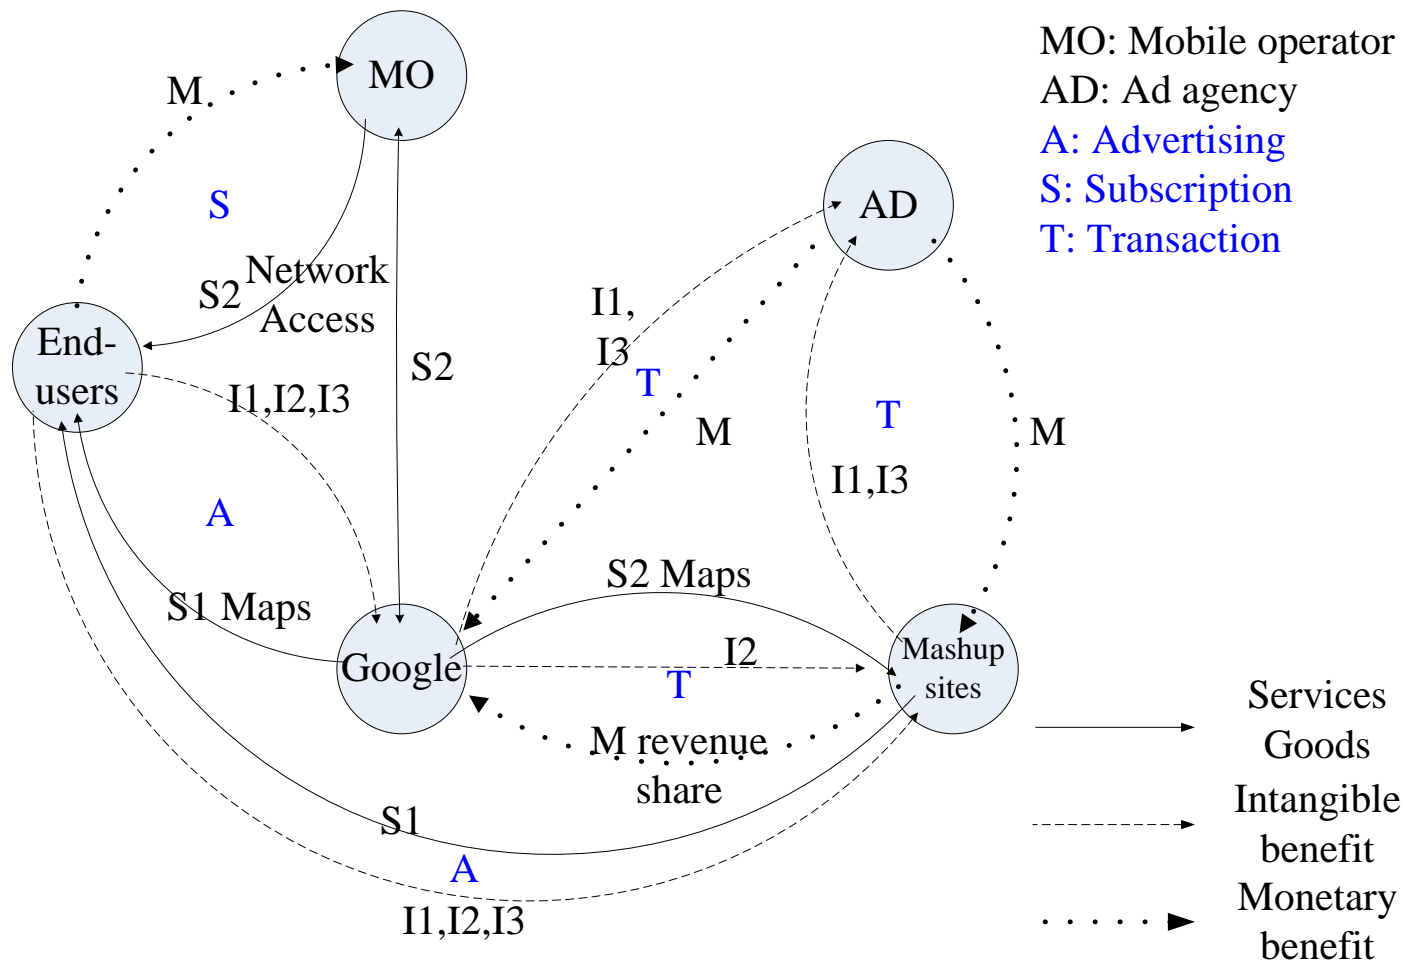 MO
M
S
Network
Access
S2
End-
users
S2
I1,I2,I3
A
S1 Maps
Google
AD
I1,
I3
T
M
T
I1,I3
M
S2 Maps
I2
T
M revenue
share
Mashup
sites
S1
A
I1,I2,I3
MO: Mobile operator
AD: Ad agency
A: Advertising
S: Subscription
T: Transaction
Services
Goods
Intangible
benefit
Monetary
benefit